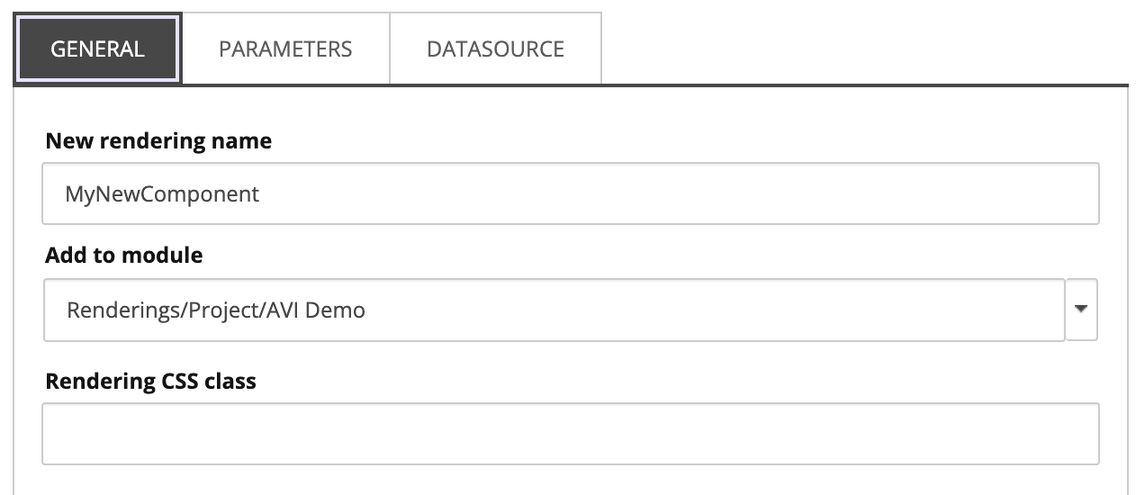 GENERAL PARAMETERS DATASOURCE
New rendering name
MyNewComponent
Add to module
Renderings/Project/AVI Demo
Rendering CSS class